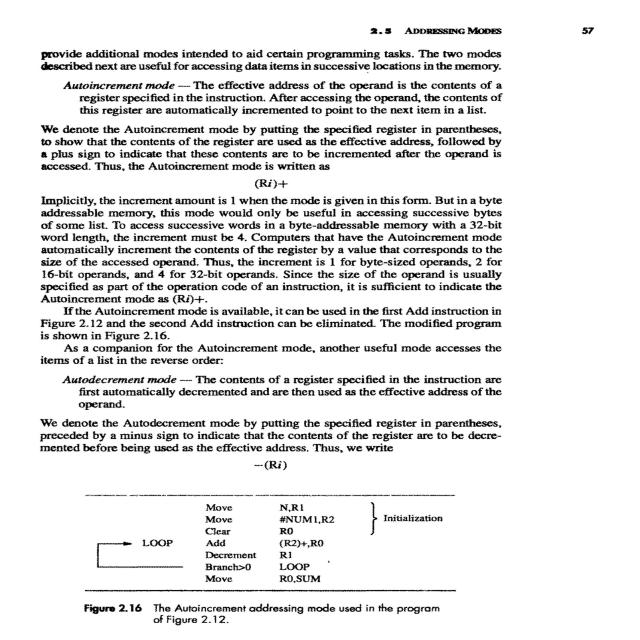 2.5 ADDRESSING MODES 57
provide additional modes intended to aid certain programming tasks. The two modes
described next are useful for accessing data items in successive locations in the memory.
Autoincrement mode — The effective address of the operand is the contents of a
register specified in the instruction. After accessing the operand, the contents of
this register are automatically incremented to point to the next item in a list.
We denote the Autoincrement mode by putting the specified register in parentheses,
to show that the contents of the register are used as the effective address, followed by
a plus sign to indicate that these contents are to be incremented after the operand is
accessed. Thus, the Autoincrement mode is written as
(Ri)+
Implicitly, the increment amount is 1 when the mode is given in this form. But in a byte
addressable memory, this mode would only be useful in accessing successive bytes
of some list. To access successive words in a byte-addressable memory with a 32-bit
word length, the increment must be 4. Computers that have the Autoincrement mode
automatically increment the contents of the register by a value that corresponds to the
size of the accessed operand. Thus, the increment is 1 for byte-sized operands, 2 for
16-bit operands, and 4 for 32-bit operands. Since the size of the operand is usually
specified as part of the operation code of an instruction, it is sufficient to indicate the
Autoincrement mode as (Ri)+.
If the Autoincrement mode is available, it can be used in the first Add instruction in
Figure 2.12 and the second Add instruction can be eliminated. The modified program
is shown in Figure 2.16.
As a companion for the Autoincrement mode, another useful mode accesses the
items of a list in the reverse order:
Autodecrement mode — The contents of a register specified in the instruction are
first automatically decremented and are then used as the effective address of the
operand.
We denote the Autodecrement mode by putting the specified register in parentheses,
preceded by a minus sign to indicate that the contents of the register are to be decre-
mented before being used as the effective address. Thus, we write
−(Ri)
Move N,R1
Move #NUM1,R2 Initialization
Clear R0
LOOP Add (R2)+,R0
Decrement R1
Branch>0 LOOP
Move R0,SUM
Figure 2.16 The Autoincrement addressing mode used in the program
of Figure 2.12.